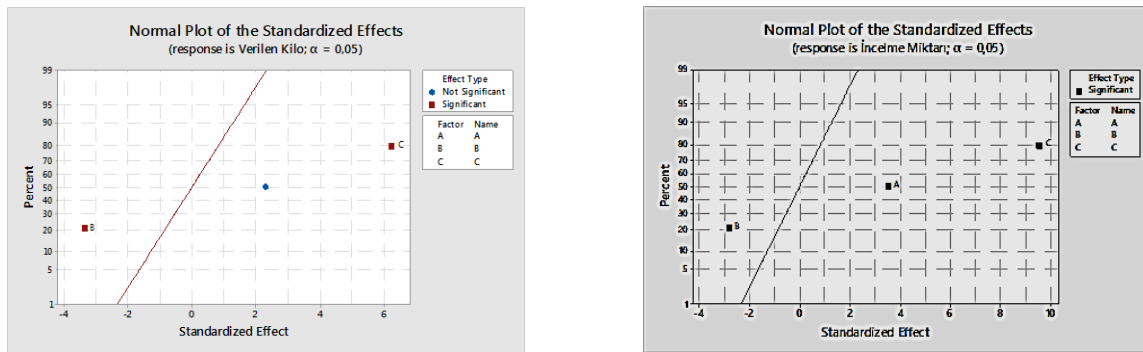 Normal Plot of the Standardized Effects
(response is Verilen Kilo; α = 0,05)
Percent
99
95
90
80
70
60
50
40
30
20
10
5
1
B
C
-4
-2
0
2
4
6
Standardized Effect
Effect Type
Not Significant
Significant
Factor Name
A A
B B
C C
Normal Plot of the Standardized Effects
(response is İncelme Miktarı; α = 0,05)
Percent
99
95
90
80
70
60
50
40
30
20
10
5
1
C
A
B
-4
-2
0
2
4
6
8
10
Standardized Effect
Effect Type
Significant
Factor Name
A A
B B
C C